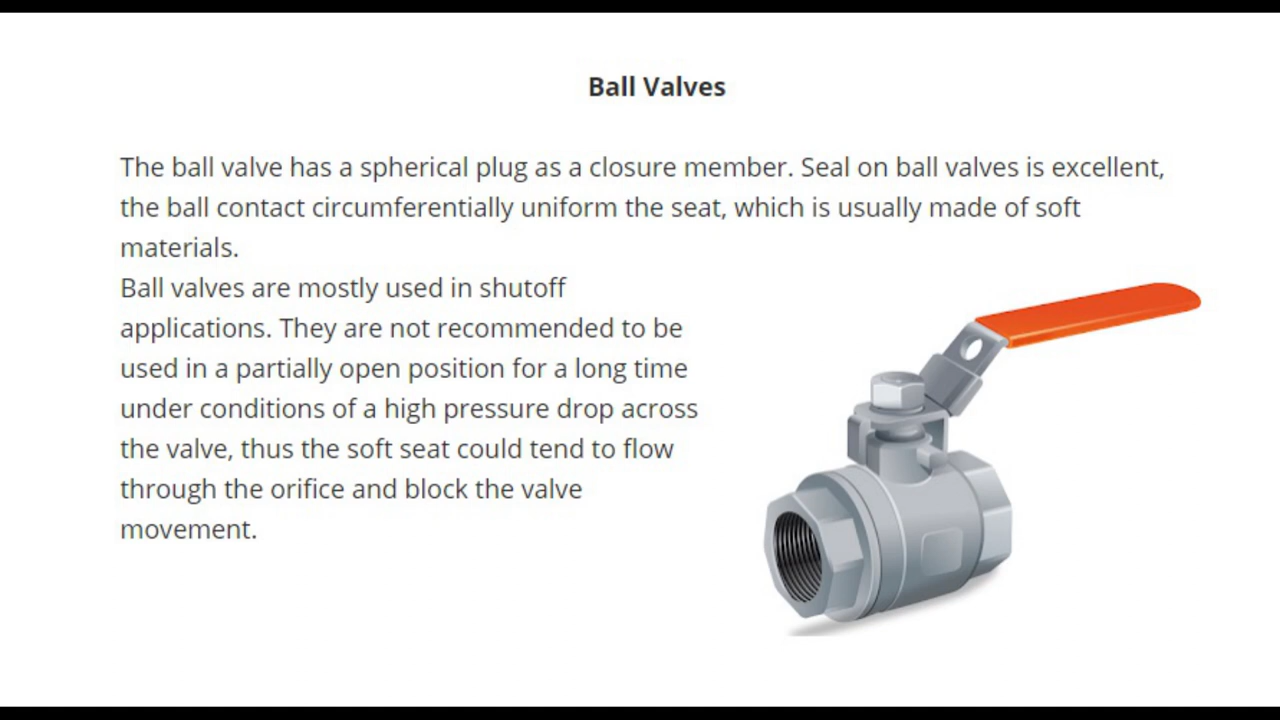 Ball Valves
The ball valve has a spherical plug as a closure member. Seal on ball valves is excellent,
the ball contact circumferentially uniform the seat, which is usually made of soft
materials.
Ball valves are mostly used in shutoff
applications. They are not recommended to be
used in a partially open position for a long time
under conditions of a high pressure drop across
the valve, thus the soft seat could tend to flow
through the orifice and block the valve
movement.